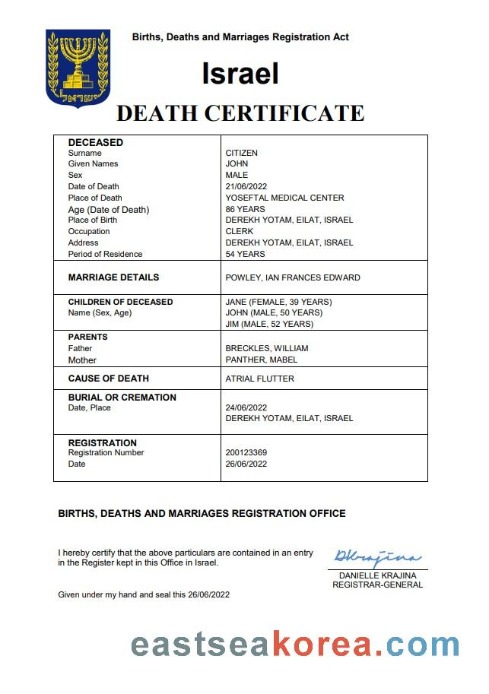 Births, Deaths and Marriages Registration Act
Israel
ישראל
DEATH CERTIFICATE
DECEASED
Surname CITIZEN
Given Names JOHN
Sex MALE
Date of Death 21/06/2022
Place of Death YOSEFTAL MEDICAL CENTER
Age (Date of Death) 86 YEARS
Place of Birth DEREKH YOTAM, EILAT, ISRAEL
Occupation CLERK
Address DEREKH YOTAM, EILAT, ISRAEL
Period of Residence 54 YEARS
MARRIAGE DETAILS POWLEY, IAN FRANCES EDWARD
CHILDREN OF DECEASED JANE (FEMALE, 39 YEARS)
Name (Sex, Age) JOHN (MALE, 50 YEARS)
JIM (MALE, 52 YEARS)
PARENTS
Father BRECKLES, WILLIAM
Mother PANTHER, MABEL
CAUSE OF DEATH ATRIAL FLUTTER
BURIAL OR CREMATION
Date, Place 24/06/2022
DEREKH YOTAM, EILAT, ISRAEL
REGISTRATION
Registration Number 200123369
Date 26/06/2022
BIRTHS, DEATHS AND MARRIAGES REGISTRATION OFFICE
I hereby certify that the above particulars are contained in an entry
in the Register kept in this Office in Israel.
DKrajina
DANIELLE KRAJINA
REGISTRAR-GENERAL
Given under my hand and seal this 26/06/2022
eastseakorea.com